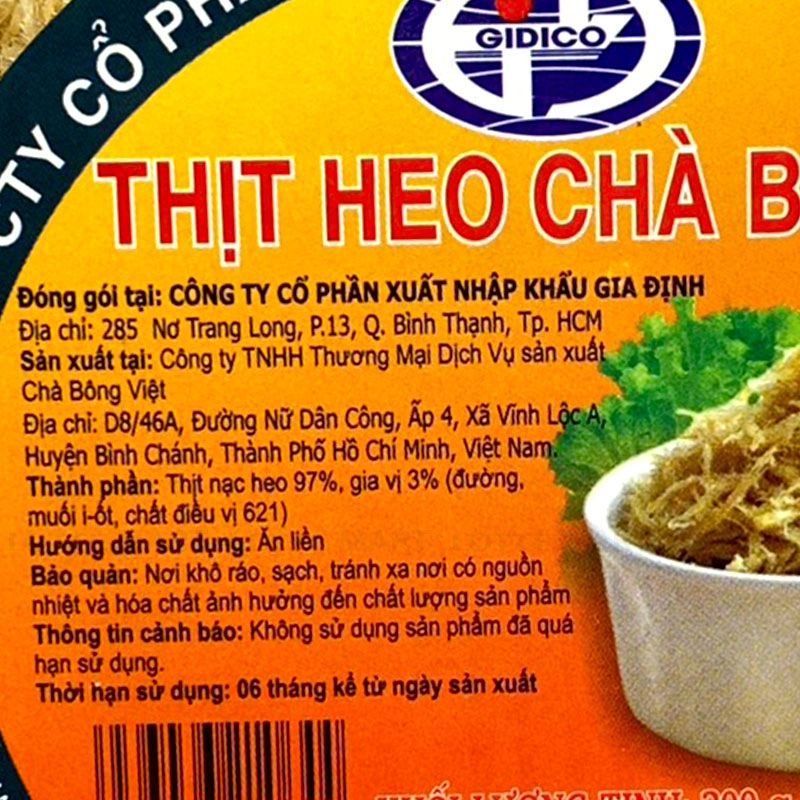 CTY CỔ
GIDICO
THỊT HEO CHÀ B
Đóng gói tại: CÔNG TY CỔ PHẦN XUẤT NHẬP KHẨU GIA ĐỊNH
Địa chỉ: 285 Nơ Trang Long, P.13, Q. Bình Thạnh, Tp. HCM
Sản xuất tại: Công ty TNHH Thương Mại Dịch Vụ sản xuất
Chà Bông Việt
Địa chỉ: D8/46A, Đường Nữ Dân Công, Ấp 4, Xã Vĩnh Lộc A,
Huyện Bình Chánh, Thành Phố Hồ Chí Minh, Việt Nam.
Thành phần: Thịt nạc heo 97%, gia vị 3% (đường,
muối i-ốt, chất điều vị 621)
Hướng dẫn sử dụng: Ăn liền
Bảo quản: Nơi khô ráo, sạch, tránh xa nơi có nguồn
nhiệt và hóa chất ảnh hưởng đến chất lượng sản phẩm
Thông tin cảnh báo: Không sử dụng sản phẩm đã quá
hạn sử dụng.
Thời hạn sử dụng: 06 tháng kể từ ngày sản xuất